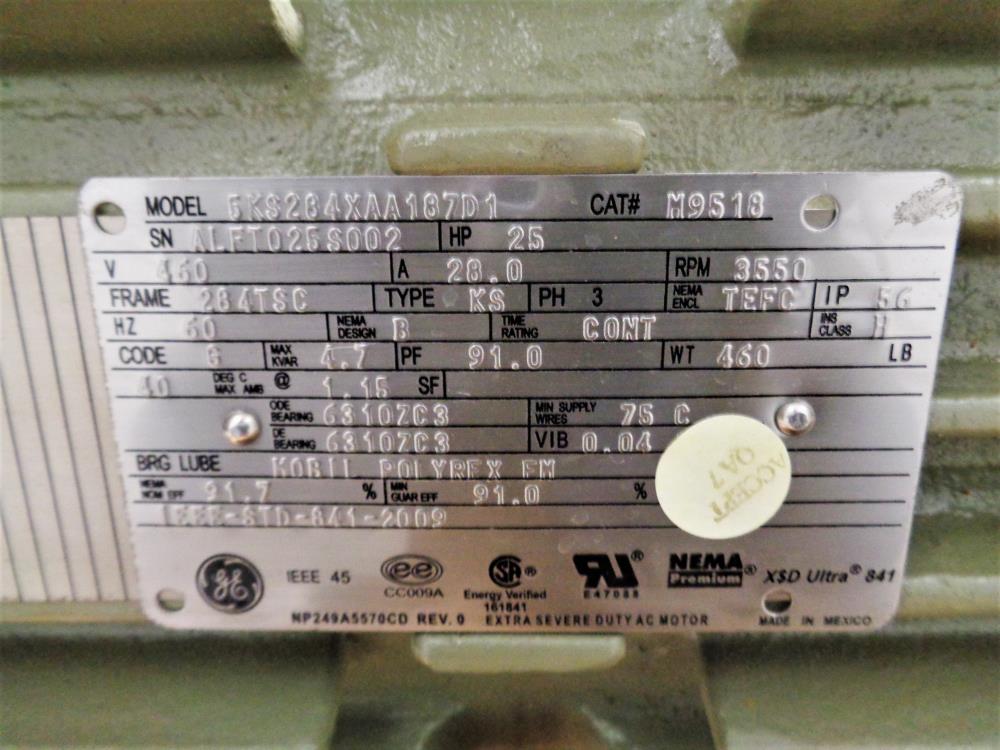 MODEL 5KS284XAA187D1 CAT# M9518
SN ALFT025S002 HP 25
V 460 A 28.0 RPM 3550
FRAME 284TSC TYPE KS PH 3 NEMA ENCL TEFC IP 56
HZ 60 NEMA DESIGN B TIME RATING CONT INS CLASS H
CODE G MAX KVAR 4.7 PF 91.0 WT 460 LB
40 DEG C MAX AMB @ 1.15 SF
ODE BEARING 6310ZC3 MIN SUPPLY WIRES 75 C
DE BEARING 6310ZC3 VIB 0.04
BRG LUBE MOBIL POLYREX EM
NEMA NOM EFF 91.7 % MIN GUAR EFF 91.0 %
IEEE-STD-841-2009
ACCEPT
QA7
GE IEEE 45 ee CC009A SA ® Energy Verified 161841 UR ® E47088 NEMA Premium ® X$D Ultra® 841
NP249A5570CD REV. 0 EXTRA SEVERE DUTY AC MOTOR MADE IN MEXICO